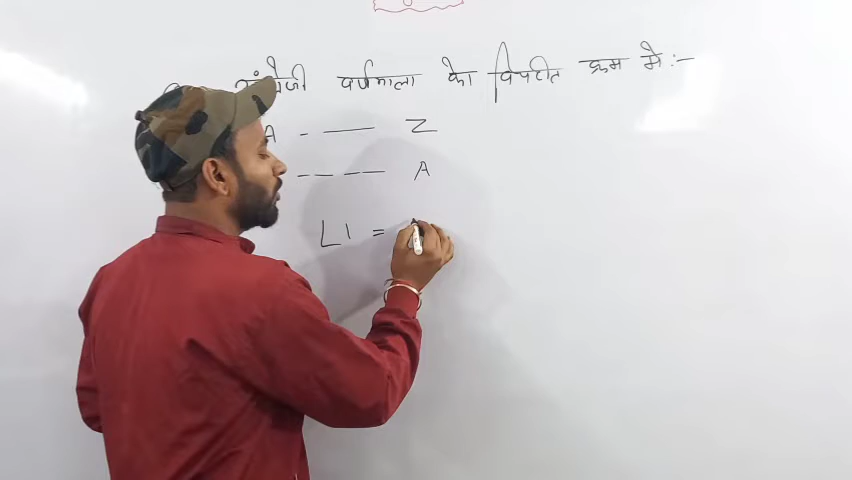 वर्णमाला का विपरीत क्रम में :-
A - — Z
-- -- — A
L1 =